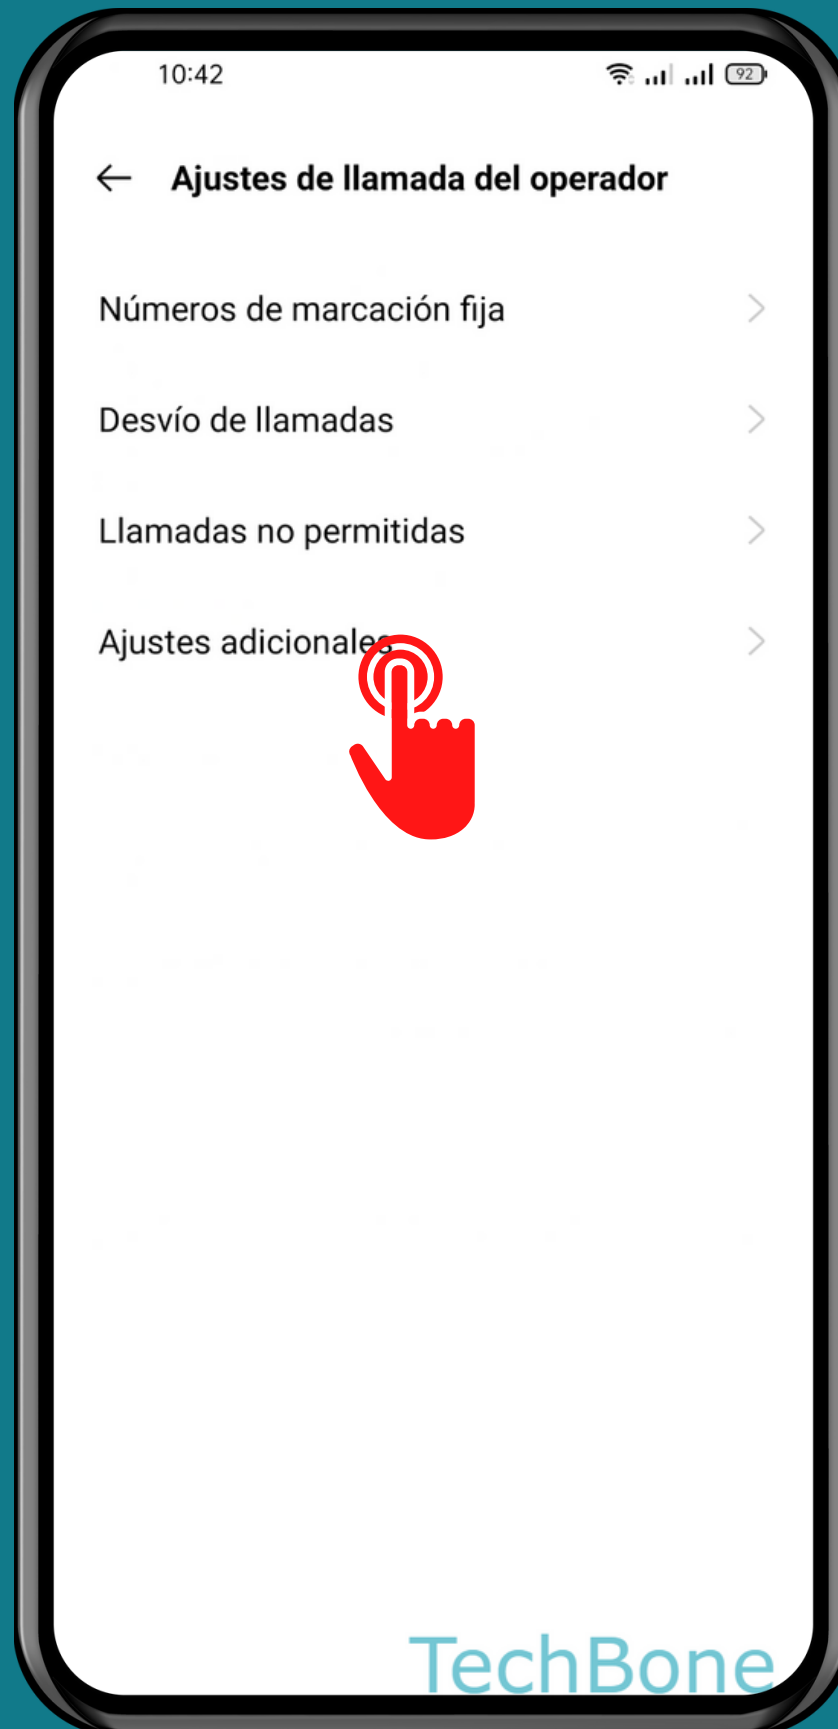 10:42
92
Ajustes de llamada del operador
Números de marcación fija
Desvío de llamadas
Llamadas no permitidas
Ajustes adicionales
TechBone